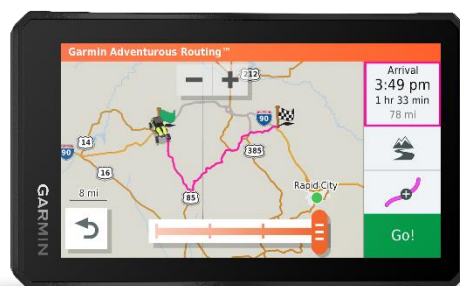 Garmin Adventurous Routing™
Arrival
3:49 pm
1 hr 33 min
78 mi
212
90
14
90
385
16
85
Rapid City
8 mi
Go!
GARMIN